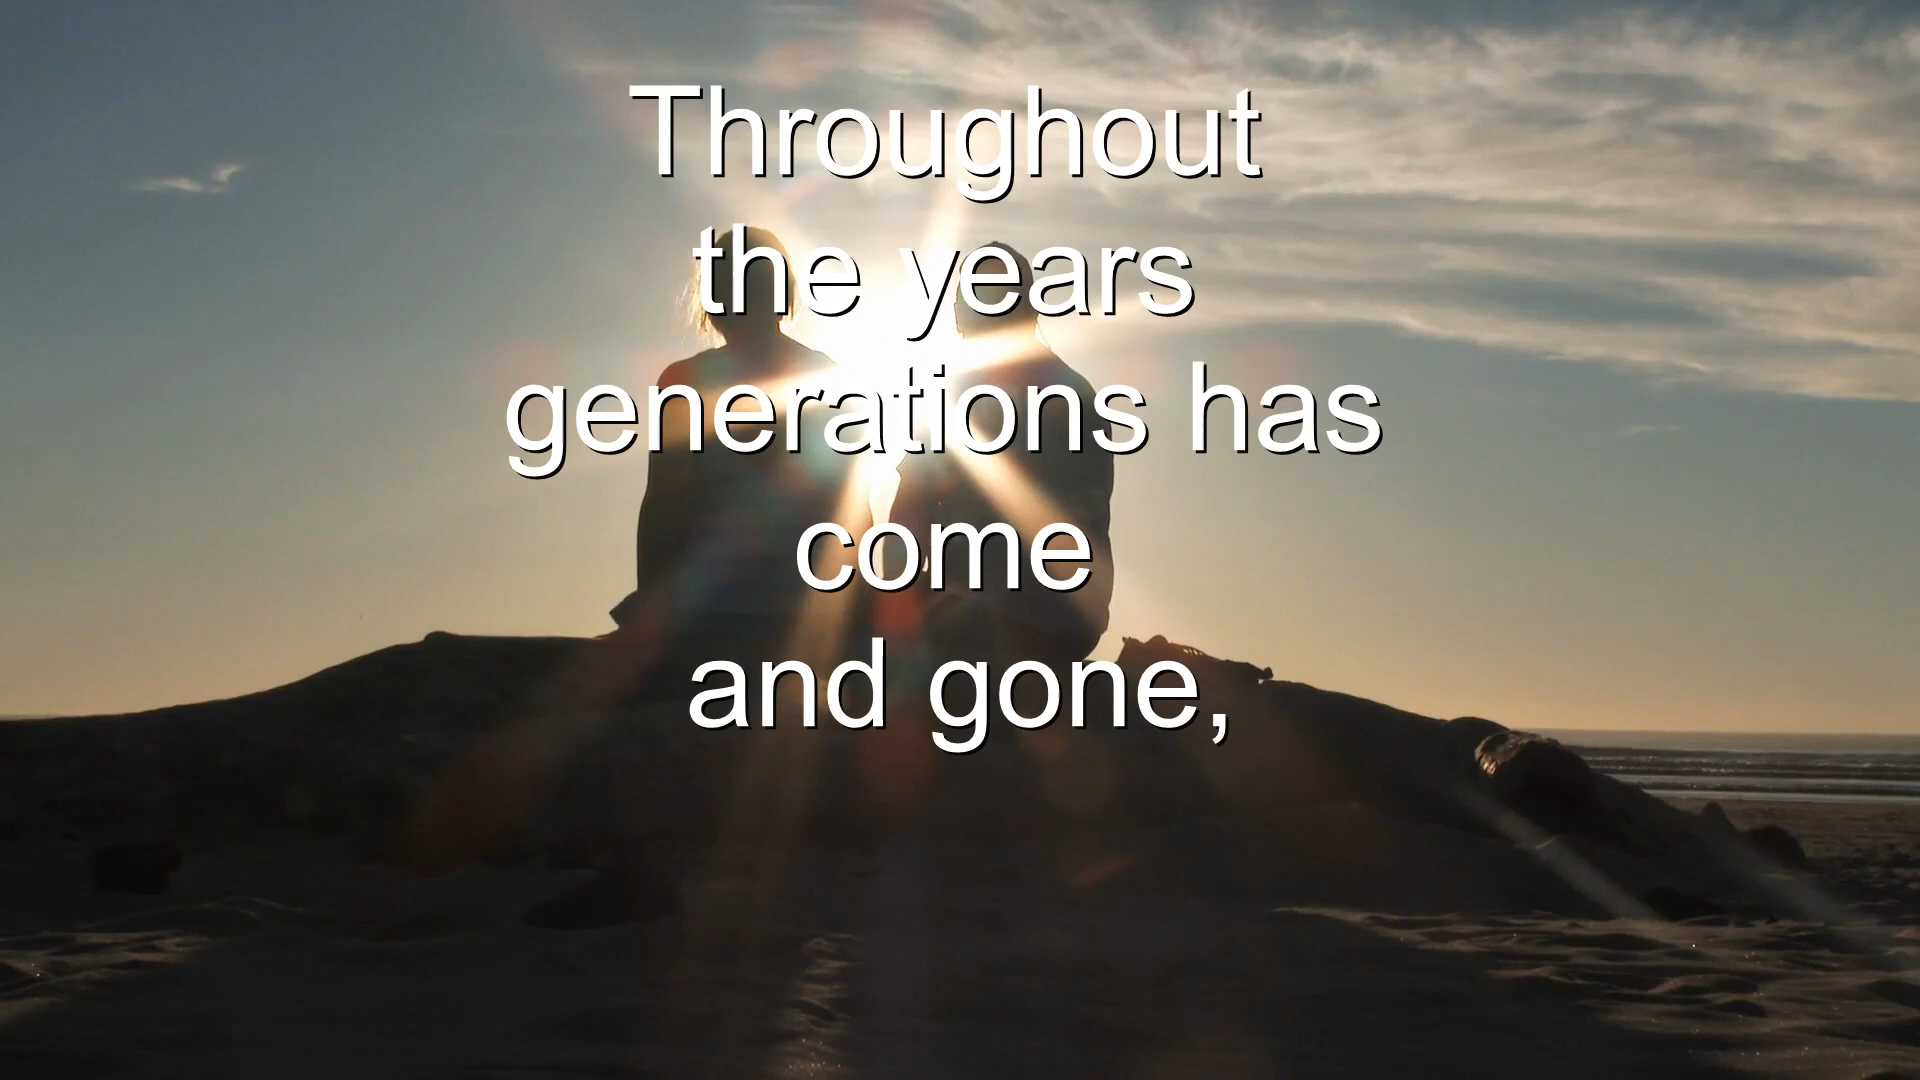 Throughout
the years
generations has
come
and gone,